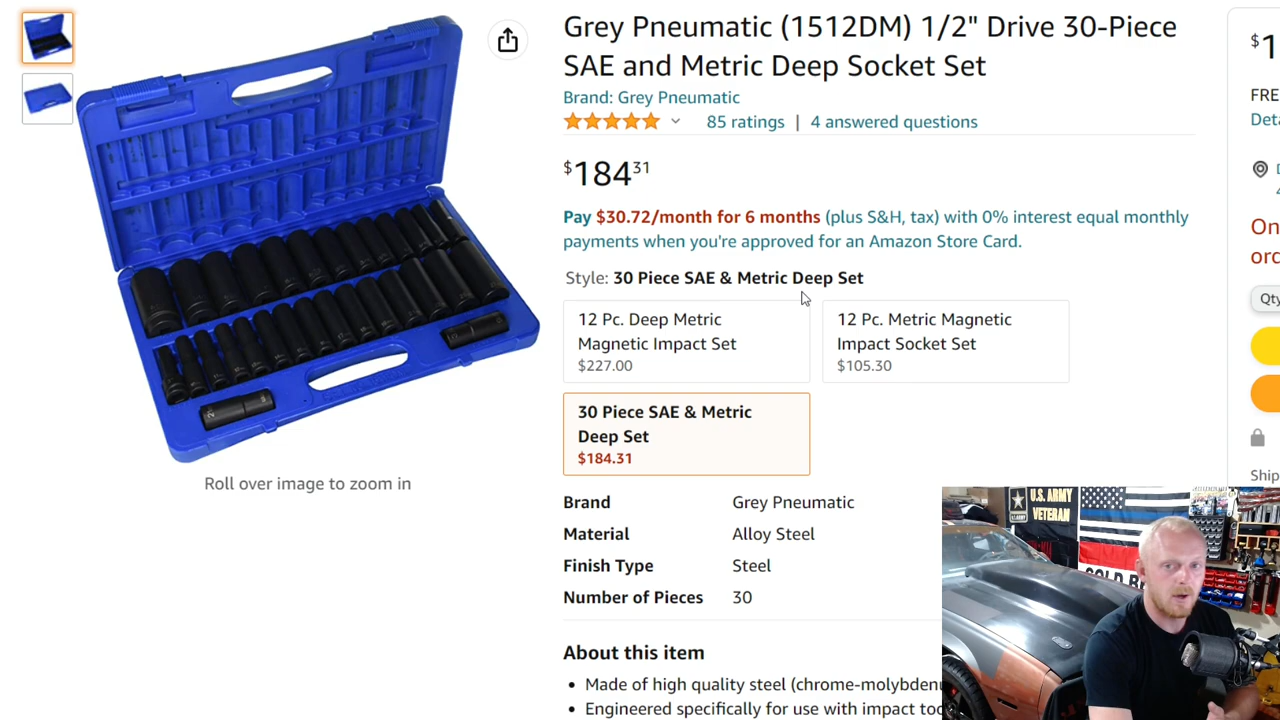 Grey Pneumatic (1512DM) 1/2" Drive 30-Piece
SAE and Metric Deep Socket Set
Brand: Grey Pneumatic
85 ratings | 4 answered questions
$184 31
Pay $30.72/month for 6 months (plus S&H, tax) with 0% interest equal monthly
payments when you're approved for an Amazon Store Card.
Style: 30 Piece SAE & Metric Deep Set
12 Pc. Deep Metric
Magnetic Impact Set
$227.00
12 Pc. Metric Magnetic
Impact Socket Set
$105.30
30 Piece SAE & Metric
Deep Set
$184.31
Brand Grey Pneumatic
Material Alloy Steel
Finish Type Steel
Number of Pieces 30
About this item
• Made of high quality steel (chrome-molybdenu
• Engineered specifically for use with impact too
Roll over image to zoom in
$1
FRE
Deta
On
orc
Qty
Ship
U.S. ARMY
VETERAN